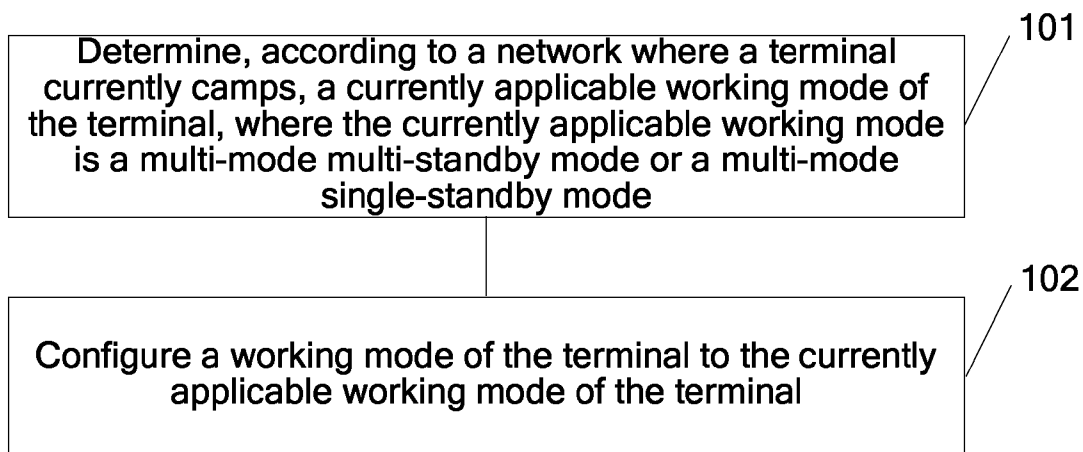 101
Determine, according to a network where a terminal
currently camps, a currently applicable working mode of
the terminal, where the currently applicable working mode
is a multi-mode multi-standby mode or a multi-mode
single-standby mode
102
Configure a working mode of the terminal to the currently
applicable working mode of the terminal